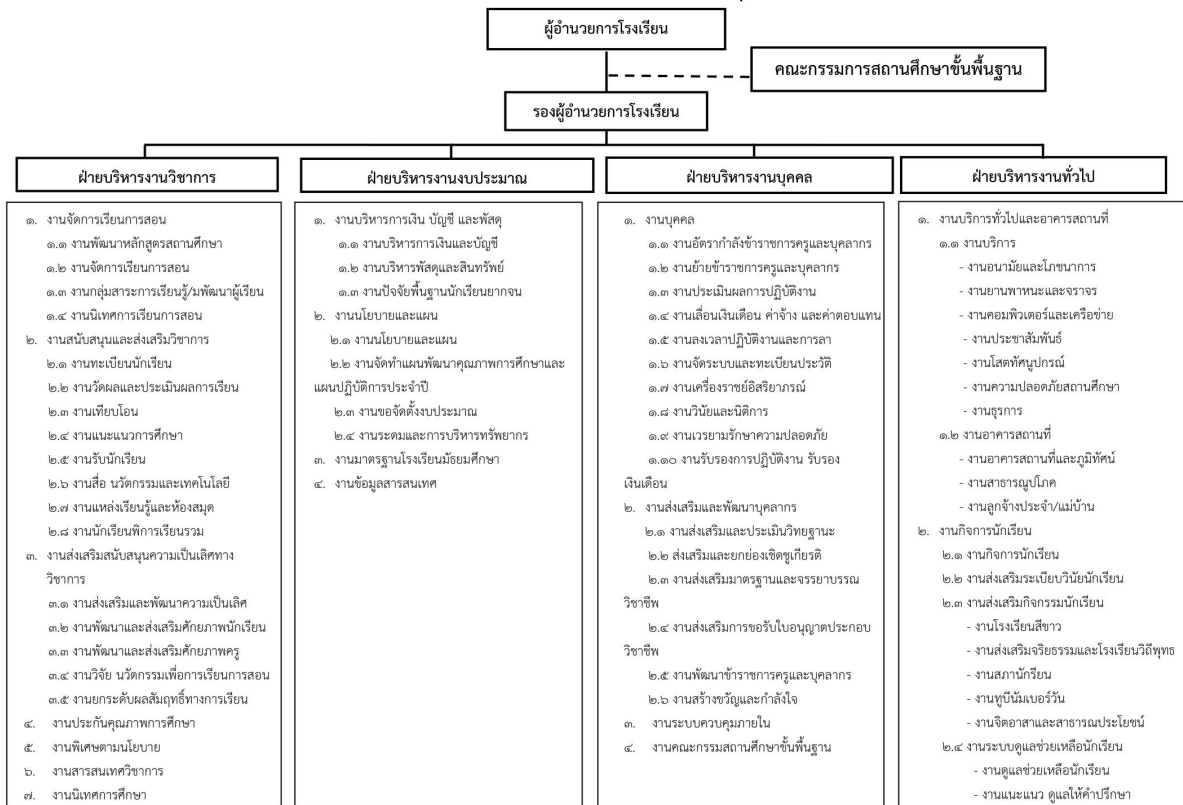 ผู้อำนวยการโรงเรียน
คณะกรรมการสถานศึกษาขั้นพื้นฐาน
รองผู้อำนวยการโรงเรียน
ฝ่ายบริหารงานวิชาการ
๑. งานจัดการเรียนการสอน
๑.๑ งานพัฒนาหลักสูตรสถานศึกษา
๑.๒ งานจัดการเรียนการสอน
๑.๓ งานกลุ่มสาระการเรียนรู้/มพัฒนาผู้เรียน
๑.๔ งานนิเทศการเรียนการสอน
๒. งานสนับสนุนและส่งเสริมวิชาการ
๒.๑ งานทะเบียนนักเรียน
๒.๒ งานวัดผลและประเมินผลการเรียน
๒.๓ งานเทียบโอน
๒.๔ งานแนะแนวการศึกษา
๒.๕ งานรับนักเรียน
๒.๖ งานสื่อ นวัตกรรมและเทคโนโลยี
๒.๗ งานแหล่งเรียนรู้และห้องสมุด
๒.๘ งานนักเรียนพิการเรียนรวม
๓. งานส่งเสริมสนับสนุนความเป็นเลิศทาง
วิชาการ
๓.๑ งานส่งเสริมและพัฒนาความเป็นเลิศ
๓.๒ งานพัฒนาและส่งเสริมศักยภาพนักเรียน
๓.๓ งานพัฒนาและส่งเสริมศักยภาพครู
๓.๔ งานวิจัย นวัตกรรมเพื่อการเรียนการสอน
๓.๕ งานยกระดับผลสัมฤทธิ์ทางการเรียน
๔. งานประกันคุณภาพการศึกษา
๕. งานพิเศษตามนโยบาย
๖. งานสารสนเทศวิชาการ
๗. งานนิเทศการศึกษา
ฝ่ายบริหารงานงบประมาณ
๑. งานบริหารการเงิน บัญชี และพัสดุ
๑.๑ งานบริหารการเงินและบัญชี
๑.๒ งานบริหารพัสดุและสินทรัพย์
๑.๓ งานปัจจัยพื้นฐานนักเรียนยากจน
๒. งานนโยบายและแผน
๒.๑ งานนโยบายและแผน
๒.๒ งานจัดทำแผนพัฒนาคุณภาพการศึกษาและ
แผนปฏิบัติการประจำปี
๒.๓ งานขอจัดตั้งงบประมาณ
๒.๔ งานระดมและการบริหารทรัพยากร
๓. งานมาตรฐานโรงเรียนมัธยมศึกษา
๔. งานข้อมูลสารสนเทศ
ฝ่ายบริหารงานบุคคล
๑. งานบุคคล
๑.๑ งานอัตรากำลังข้าราชการครูและบุคลากร
๑.๒ งานย้ายข้าราชการครูและบุคลากร
๑.๓ งานประเมินผลการปฏิบัติงาน
๑.๔ งานเลื่อนเงินเดือน ค่าจ้าง และค่าตอบแทน
๑.๕ งานลงเวลาปฏิบัติงานและการลา
๑.๖ งานจัดระบบและทะเบียนประวัติ
๑.๗ งานเครื่องราชย์อิสริยาภรณ์
๑.๘ งานวินัยและนิติการ
๑.๙ งานเวรยามรักษาความปลอดภัย
๑.๑๐ งานรับรองการปฏิบัติงาน รับรอง
เงินเดือน
๒. งานส่งเสริมและพัฒนาบุคลากร
๒.๑ งานส่งเสริมและประเมินวิทยฐานะ
๒.๒ ส่งเสริมและยกย่องเชิดชูเกียรติ
๒.๓ งานส่งเสริมมาตรฐานและจรรยาบรรณ
วิชาชีพ
๒.๔ งานส่งเสริมการขอรับใบอนุญาตประกอบ
วิชาชีพ
๒.๕ งานพัฒนาข้าราชการครูและบุคลากร
๒.๖ งานสร้างขวัญและกำลังใจ
๓. งานระบบควบคุมภายใน
๔. งานคณะกรรมสถานศึกษาขั้นพื้นฐาน
ฝ่ายบริหารงานทั่วไป
๑. งานบริการทั่วไปและอาคารสถานที่
๑.๑ งานบริการ
- งานอนามัยและโภชนาการ
- งานยานพาหนะและจราจร
- งานคอมพิวเตอร์และเครือข่าย
- งานประชาสัมพันธ์
- งานโสตทัศนูปกรณ์
- งานความปลอดภัยสถานศึกษา
- งานธุรการ
๑.๒ งานอาคารสถานที่
- งานอาคารสถานที่และภูมิทัศน์
- งานสาธารณูปโภค
- งานลูกจ้างประจำ/แม่บ้าน
๒. งานกิจการนักเรียน
๒.๑ งานกิจการนักเรียน
๒.๒ งานส่งเสริมระเบียบวินัยนักเรียน
๒.๓ งานส่งเสริมกิจกรรมนักเรียน
- งานโรงเรียนสีขาว
- งานส่งเสริมจริยธรรมและโรงเรียนวิถีพุทธ
- งานสภานักรียน
- งานทูบีนัมเบอร์วัน
- งานจิตอาสาและสาธารณประโยชน์
๒.๔ งานระบบดูแลช่วยเหลือนักเรียน
- งานดูแลช่วยเหลือนักเรียน
- งานแนะแนว ดูแลให้คำปรึกษา